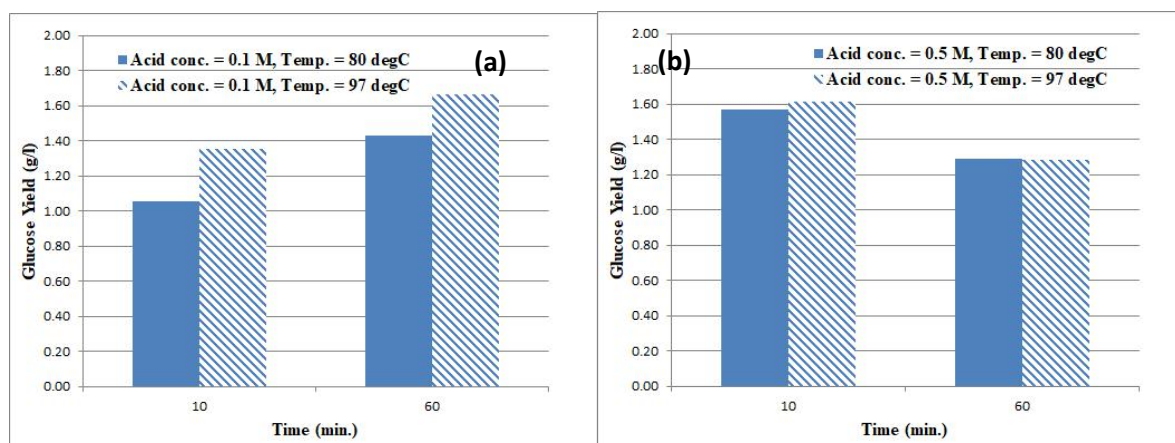 2.00
1.80
1.60
1.40
1.20
1.00
0.80
0.60
0.40
0.20
0.00
Glucose Yield (g/l)
Acid conc. = 0.1 M, Temp. = 80 degC
Acid conc. = 0.1 M, Temp. = 97 degC
(a)
10 60
Time (min.)
2.00
1.80
1.60
1.40
1.20
1.00
0.80
0.60
0.40
0.20
0.00
Glucose Yield (g/l)
(b)
Acid conc. = 0.5 M, Temp. = 80 degC
Acid conc. = 0.5 M, Temp. = 97 degC
10 60
Time (min.)